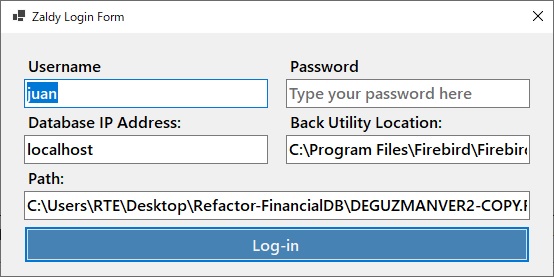 Zaldy Login Form
Username
Password
juan
Type your password here
Database IP Address:
Back Utility Location:
localhost
C:\Program Files\Firebird\Firebird
Path:
C:\Users\RTE\Desktop\Refactor-FinancialDB\DEGUZMANVER2-COPY.F
Log-in